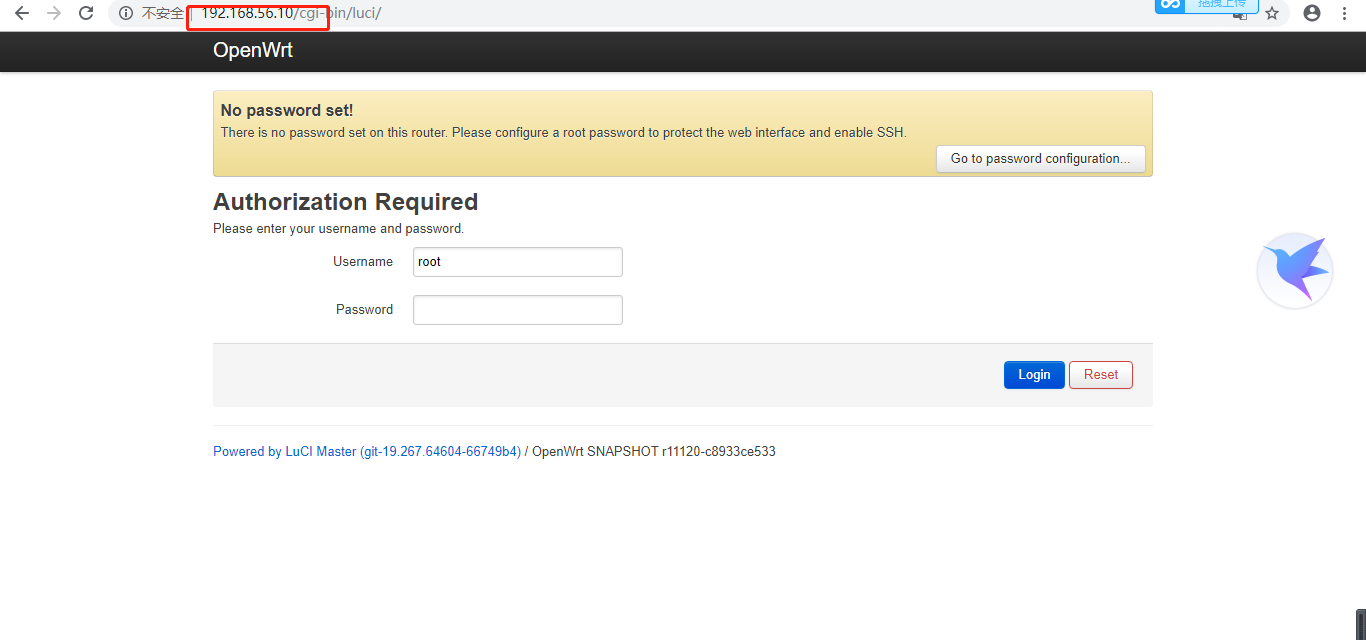 不安全 | 192.168.56.10/cgi-bin/luci/
拖拽上传
OpenWrt
No password set!
There is no password set on this router. Please configure a root password to protect the web interface and enable SSH.
Go to password configuration...
Authorization Required
Please enter your username and password.
Username root
Password
Login Reset
Powered by LuCI Master (git-19.267.64604-66749b4) / OpenWrt SNAPSHOT r11120-c8933ce533